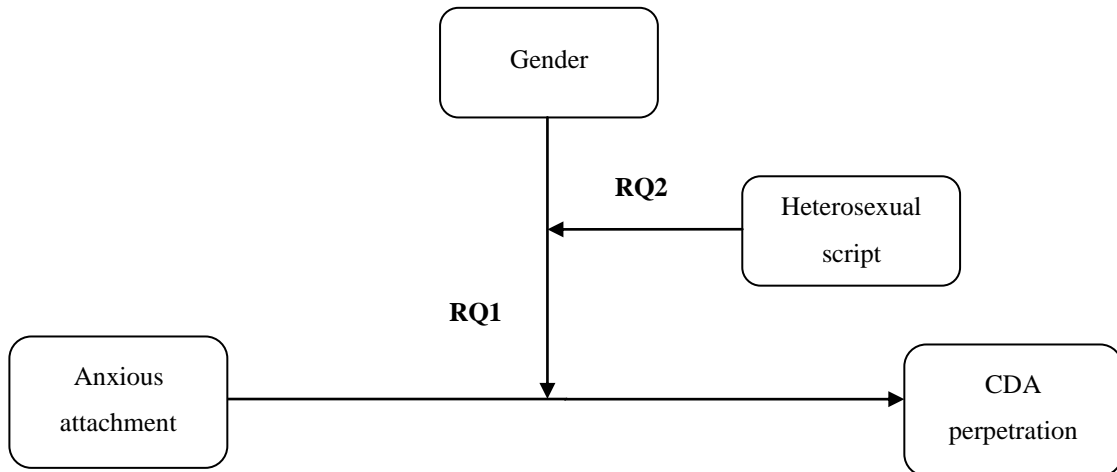 Gender
RQ2
Heterosexual
script
RQ1
Anxious
attachment
CDA
perpetration